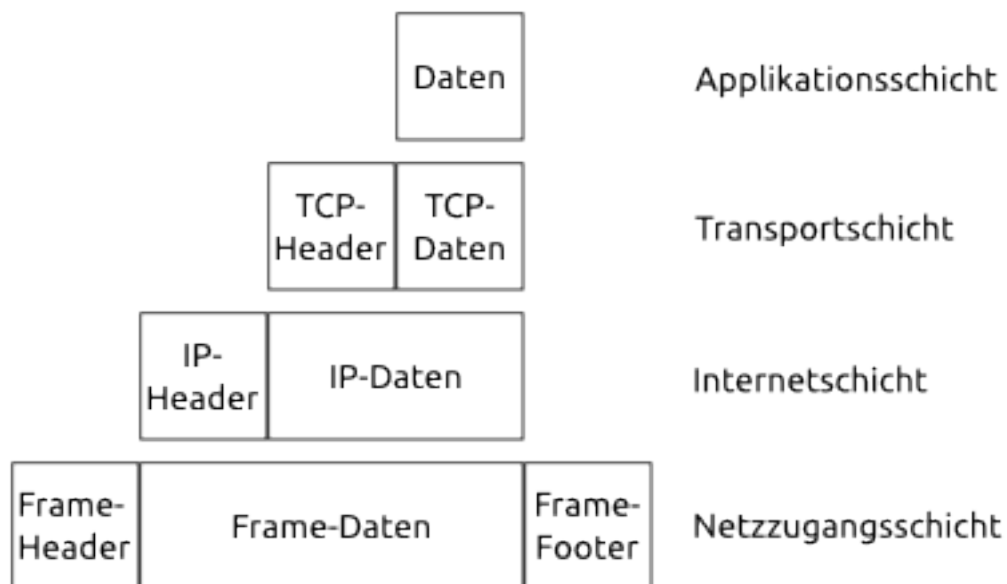 Daten
Applikationsschicht
TCP-
Header
TCP-
Daten
Transportschicht
IP-
Header
IP-Daten
Internetschicht
Frame-
Header
Frame-Daten
Frame-
Footer
Netzzugangsschicht